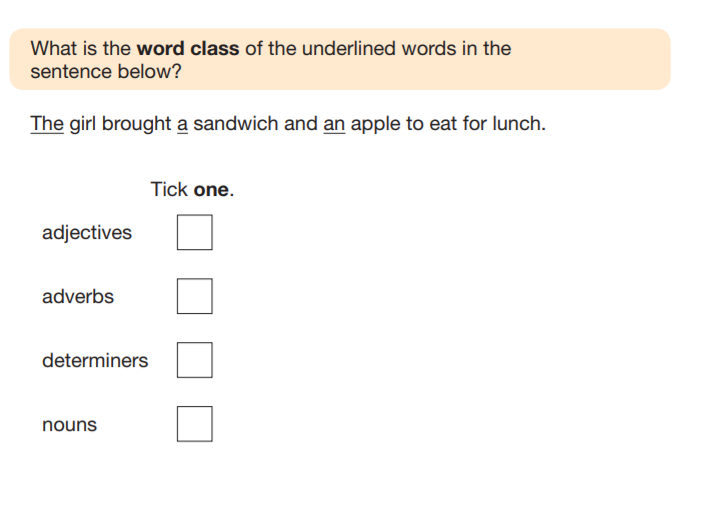 What is the word class of the underlined words in the
sentence below?
The girl brought a sandwich and an apple to eat for lunch.
Tick one.
adjectives
adverbs
determiners
nouns